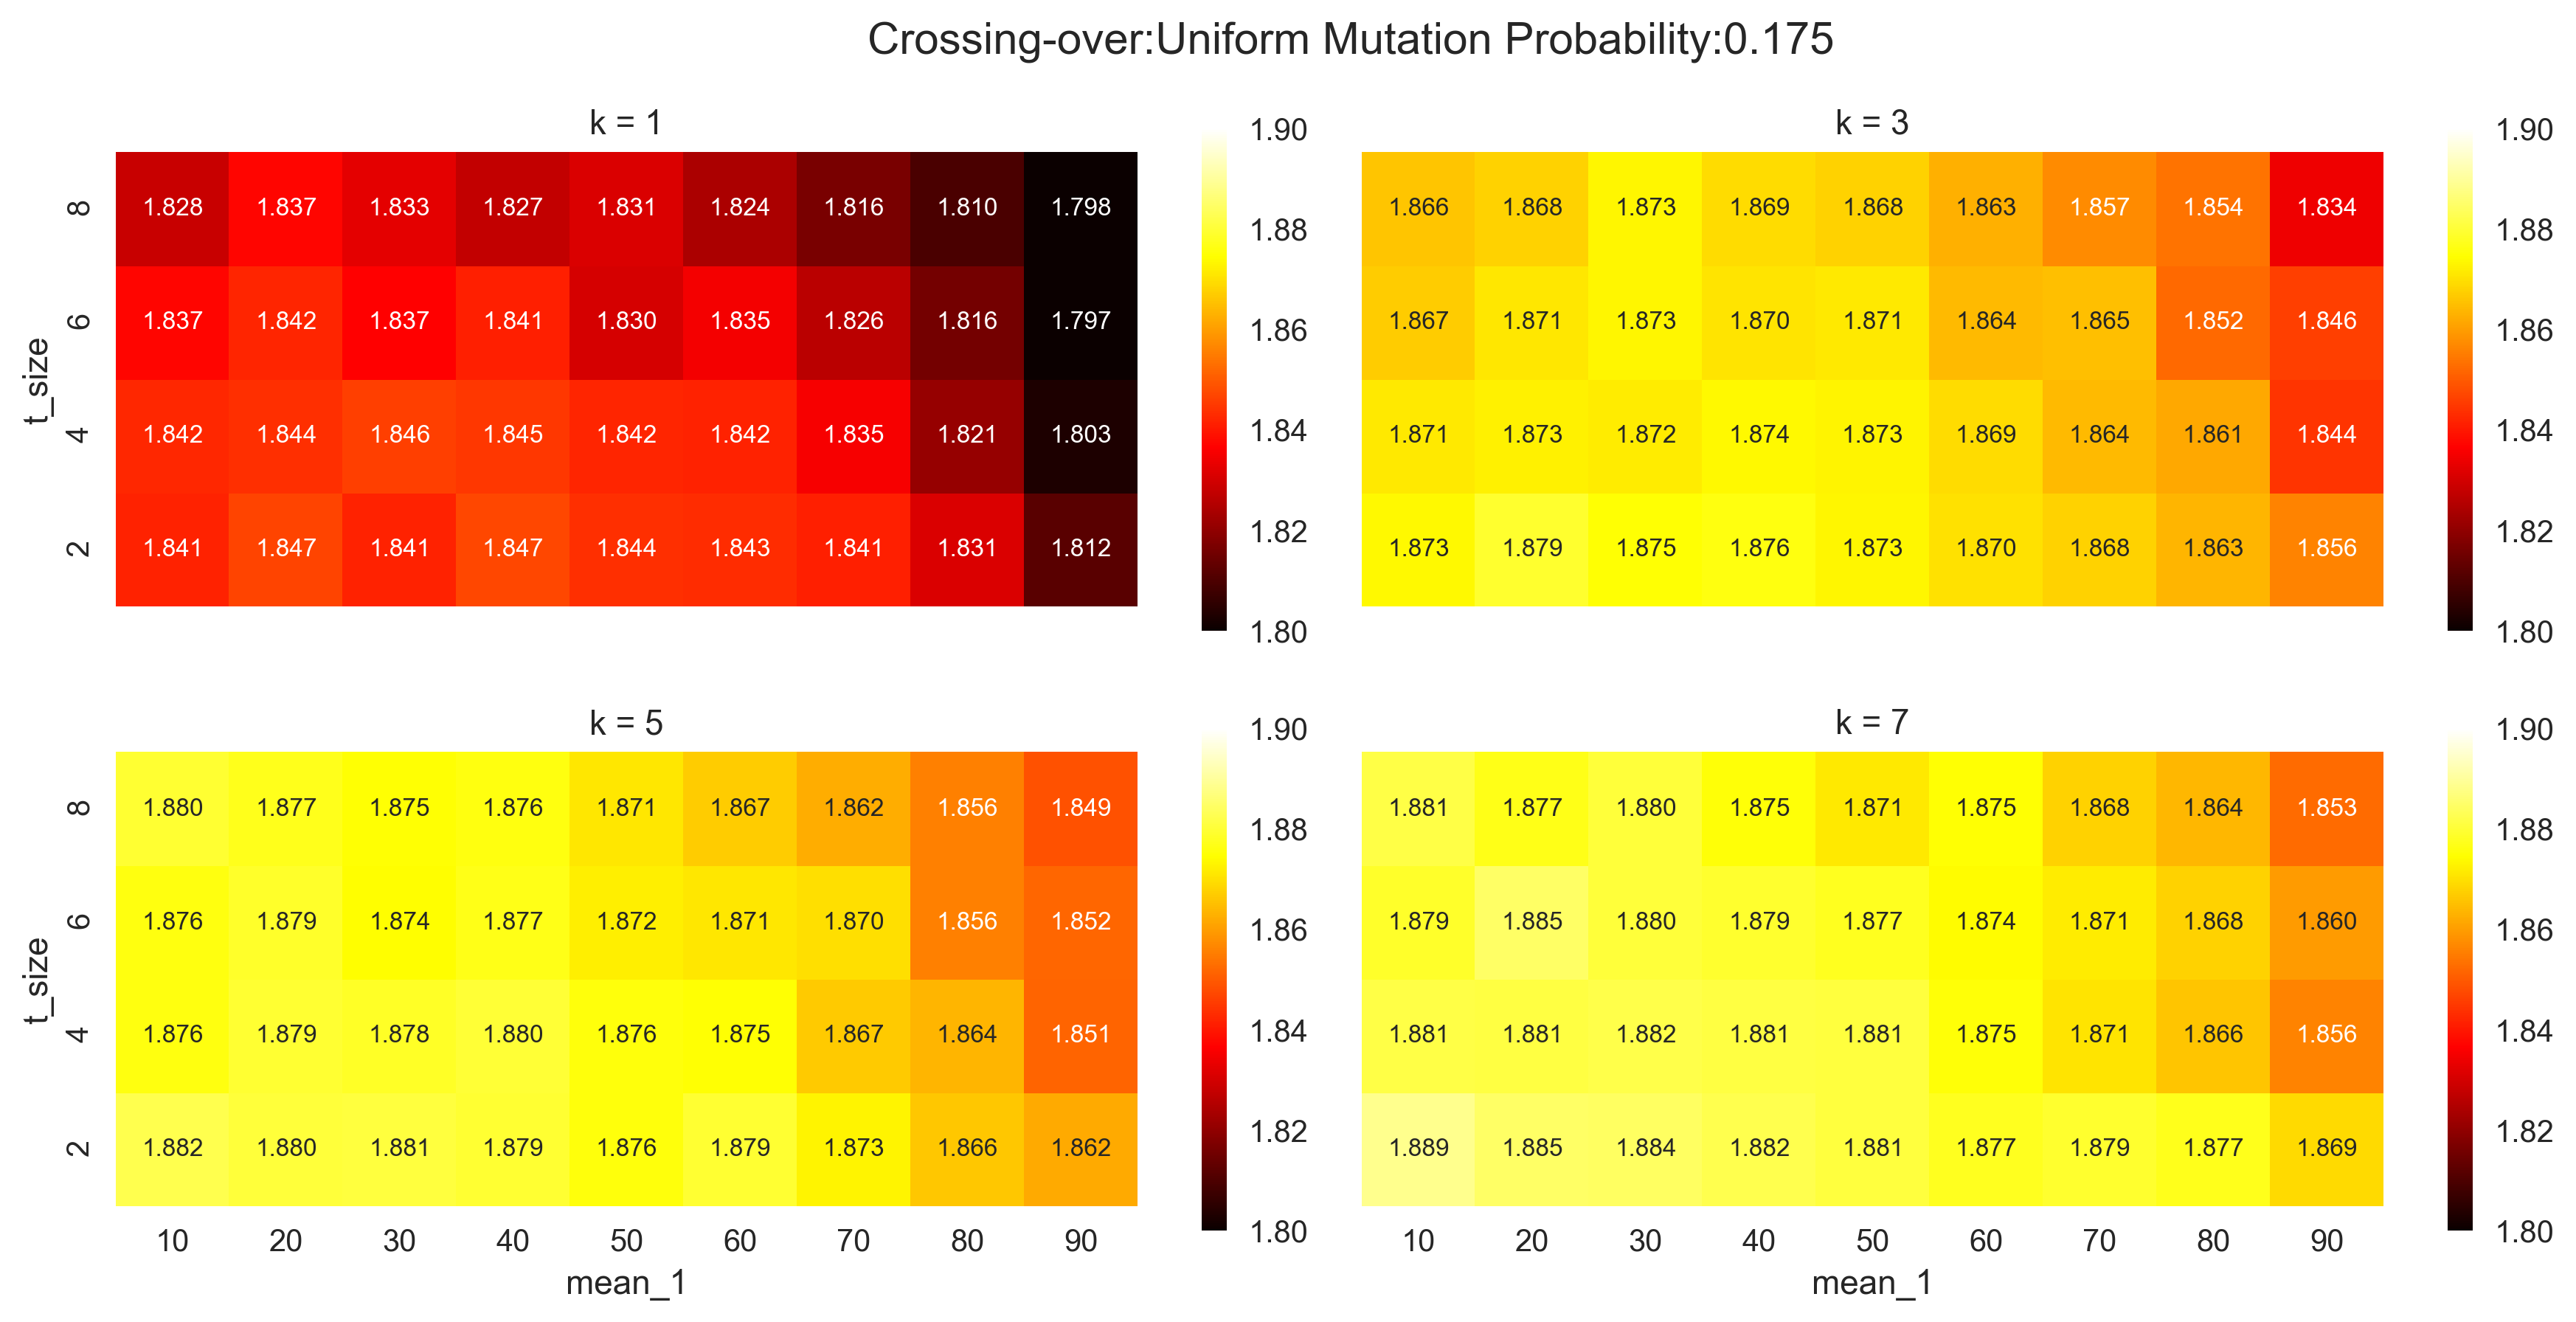 Crossing-over:Uniform Mutation Probability:0.175
k = 1
t_size
8 1.828 1.837 1.833 1.827 1.831 1.824 1.816 1.810 1.798
6 1.837 1.842 1.837 1.841 1.830 1.835 1.826 1.816 1.797
4 1.842 1.844 1.846 1.845 1.842 1.842 1.835 1.821 1.803
2 1.841 1.847 1.841 1.847 1.844 1.843 1.841 1.831 1.812
1.90
1.88
1.86
1.84
1.82
1.80
k = 3
1.866 1.868 1.873 1.869 1.868 1.863 1.857 1.854 1.834
1.867 1.871 1.873 1.870 1.871 1.864 1.865 1.852 1.846
1.871 1.873 1.872 1.874 1.873 1.869 1.864 1.861 1.844
1.873 1.879 1.875 1.876 1.873 1.870 1.868 1.863 1.856
1.90
1.88
1.86
1.84
1.82
1.80
k = 5
t_size
8 1.880 1.877 1.875 1.876 1.871 1.867 1.862 1.856 1.849
6 1.876 1.879 1.874 1.877 1.872 1.871 1.870 1.856 1.852
4 1.876 1.879 1.878 1.880 1.876 1.875 1.867 1.864 1.851
2 1.882 1.880 1.881 1.879 1.876 1.879 1.873 1.866 1.862
10 20 30 40 50 60 70 80 90
mean_1
1.90
1.88
1.86
1.84
1.82
1.80
k = 7
1.881 1.877 1.880 1.875 1.871 1.875 1.868 1.864 1.853
1.879 1.885 1.880 1.879 1.877 1.874 1.871 1.868 1.860
1.881 1.881 1.882 1.881 1.881 1.875 1.871 1.866 1.856
1.889 1.885 1.884 1.882 1.881 1.877 1.879 1.877 1.869
10 20 30 40 50 60 70 80 90
mean_1
1.90
1.88
1.86
1.84
1.82
1.80